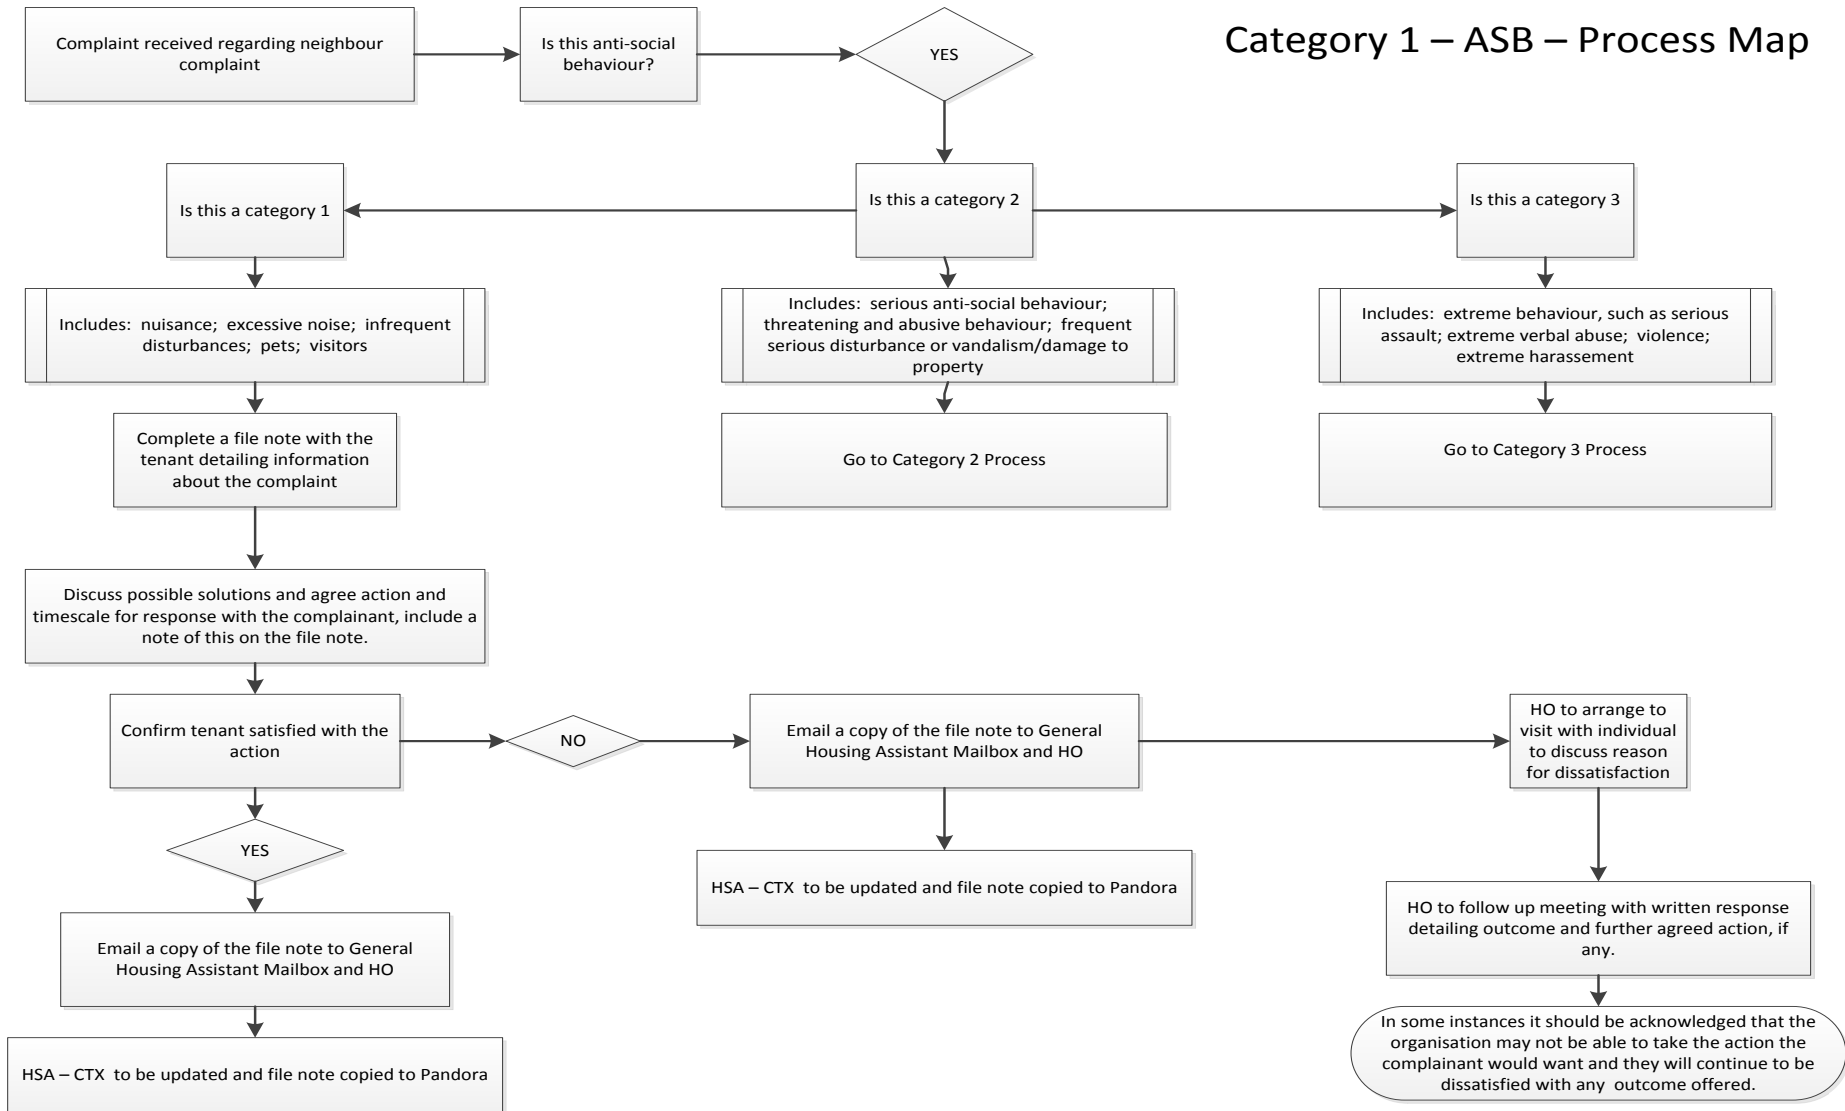 Category 1 – ASB – Process Map
Complaint received regarding neighbour
complaint
Is this anti-social
behaviour?
YES
Is this a category 1
Is this a category 2
Is this a category 3
Includes: nuisance; excessive noise; infrequent
disturbances; pets; visitors
Includes: serious anti-social behaviour;
threatening and abusive behaviour; frequent
serious disturbance or vandalism/damage to
property
Includes: extreme behaviour, such as serious
assault; extreme verbal abuse; violence;
extreme harassement
Complete a file note with the
tenant detailing information
about the complaint
Go to Category 2 Process
Go to Category 3 Process
Discuss possible solutions and agree action and
timescale for response with the complainant, include a
note of this on the file note.
Confirm tenant satisfied with the
action
NO
Email a copy of the file note to General
Housing Assistant Mailbox and HO
HO to arrange to
visit with individual
to discuss reason
for dissatisfaction
YES
HSA – CTX to be updated and file note copied to Pandora
HO to follow up meeting with written response
detailing outcome and further agreed action, if
any.
Email a copy of the file note to General
Housing Assistant Mailbox and HO
In some instances it should be acknowledged that the
organisation may not be able to take the action the
complainant would want and they will continue to be
dissatisfied with any outcome offered.
HSA – CTX to be updated and file note copied to Pandora